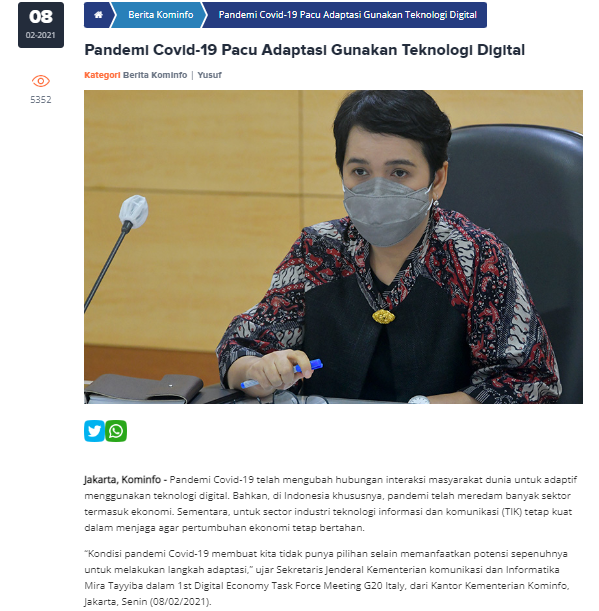 08
02-2021
Berita Kominfo
Pandemi Covid-19 Pacu Adaptasi Gunakan Teknologi Digital
Pandemi Covid-19 Pacu Adaptasi Gunakan Teknologi Digital
Kategori Berita Kominfo | Yusuf
5352
Jakarta, Kominfo - Pandemi Covid-19 telah mengubah hubungan interaksi masyarakat dunia untuk adaptif
menggunakan teknologi digital. Bahkan, di Indonesia khususnya, pandemi telah meredam banyak sektor
termasuk ekonomi. Sementara, untuk sector industri teknologi informasi dan komunikasi (TIK) tetap kuat
dalam menjaga agar pertumbuhan ekonomi tetap bertahan.
"Kondisi pandemi Covid-19 membuat kita tidak punya pilihan selain memanfaatkan potensi sepenuhnya
untuk melakukan langkah adaptasi," ujar Sekretaris Jenderal Kementerian komunikasi dan Informatika
Mira Tayyiba dalam 1st Digital Economy Task Force Meeting G20 Italy, dari Kantor Kementerian Kominfo,
Jakarta, Senin (08/02/2021).